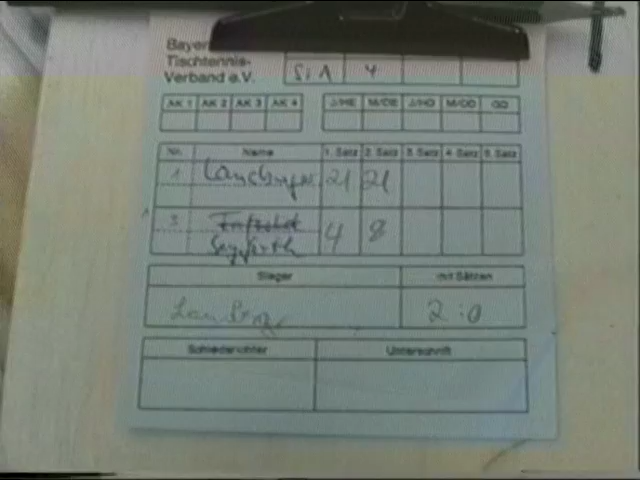 Bayer
Tischtennis-
Verband e.V.
4
AK 1 AK 2 AK 3 AK 4 J/HE M/DE J/HD M/DD GD
Nr. Name 1. Satz 2. Satz 3. Satz 4. Satz 5. Satz
1 21 21
3
Seyfferth 4 8
Sieger mit Sätzen
2:0
Schiedsrichter Unterschrift